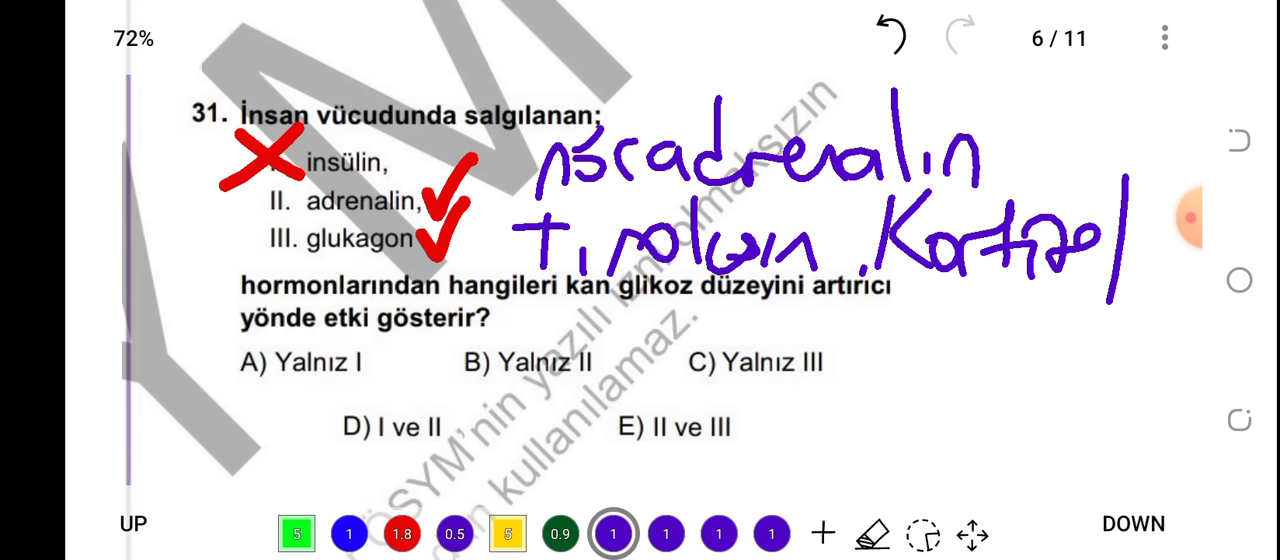 72%
6 / 11
31. İnsan vücudunda salgılanan;
insülin,
II. adrenalin,
III. glukagon
noradrenalin
tiroksin, Kortizol
hormonlarından hangileri kan glikoz düzeyini artırıcı
yönde etki gösterir?
A) Yalnız I B) Yalnız II C) Yalnız III
D) I ve II E) II ve III
ÖSYM'nin yazılı izni olmaksızın
kullanılamaz.
UP
5 1 1.8 0.5 5 0.9 1 1 1 1
DOWN